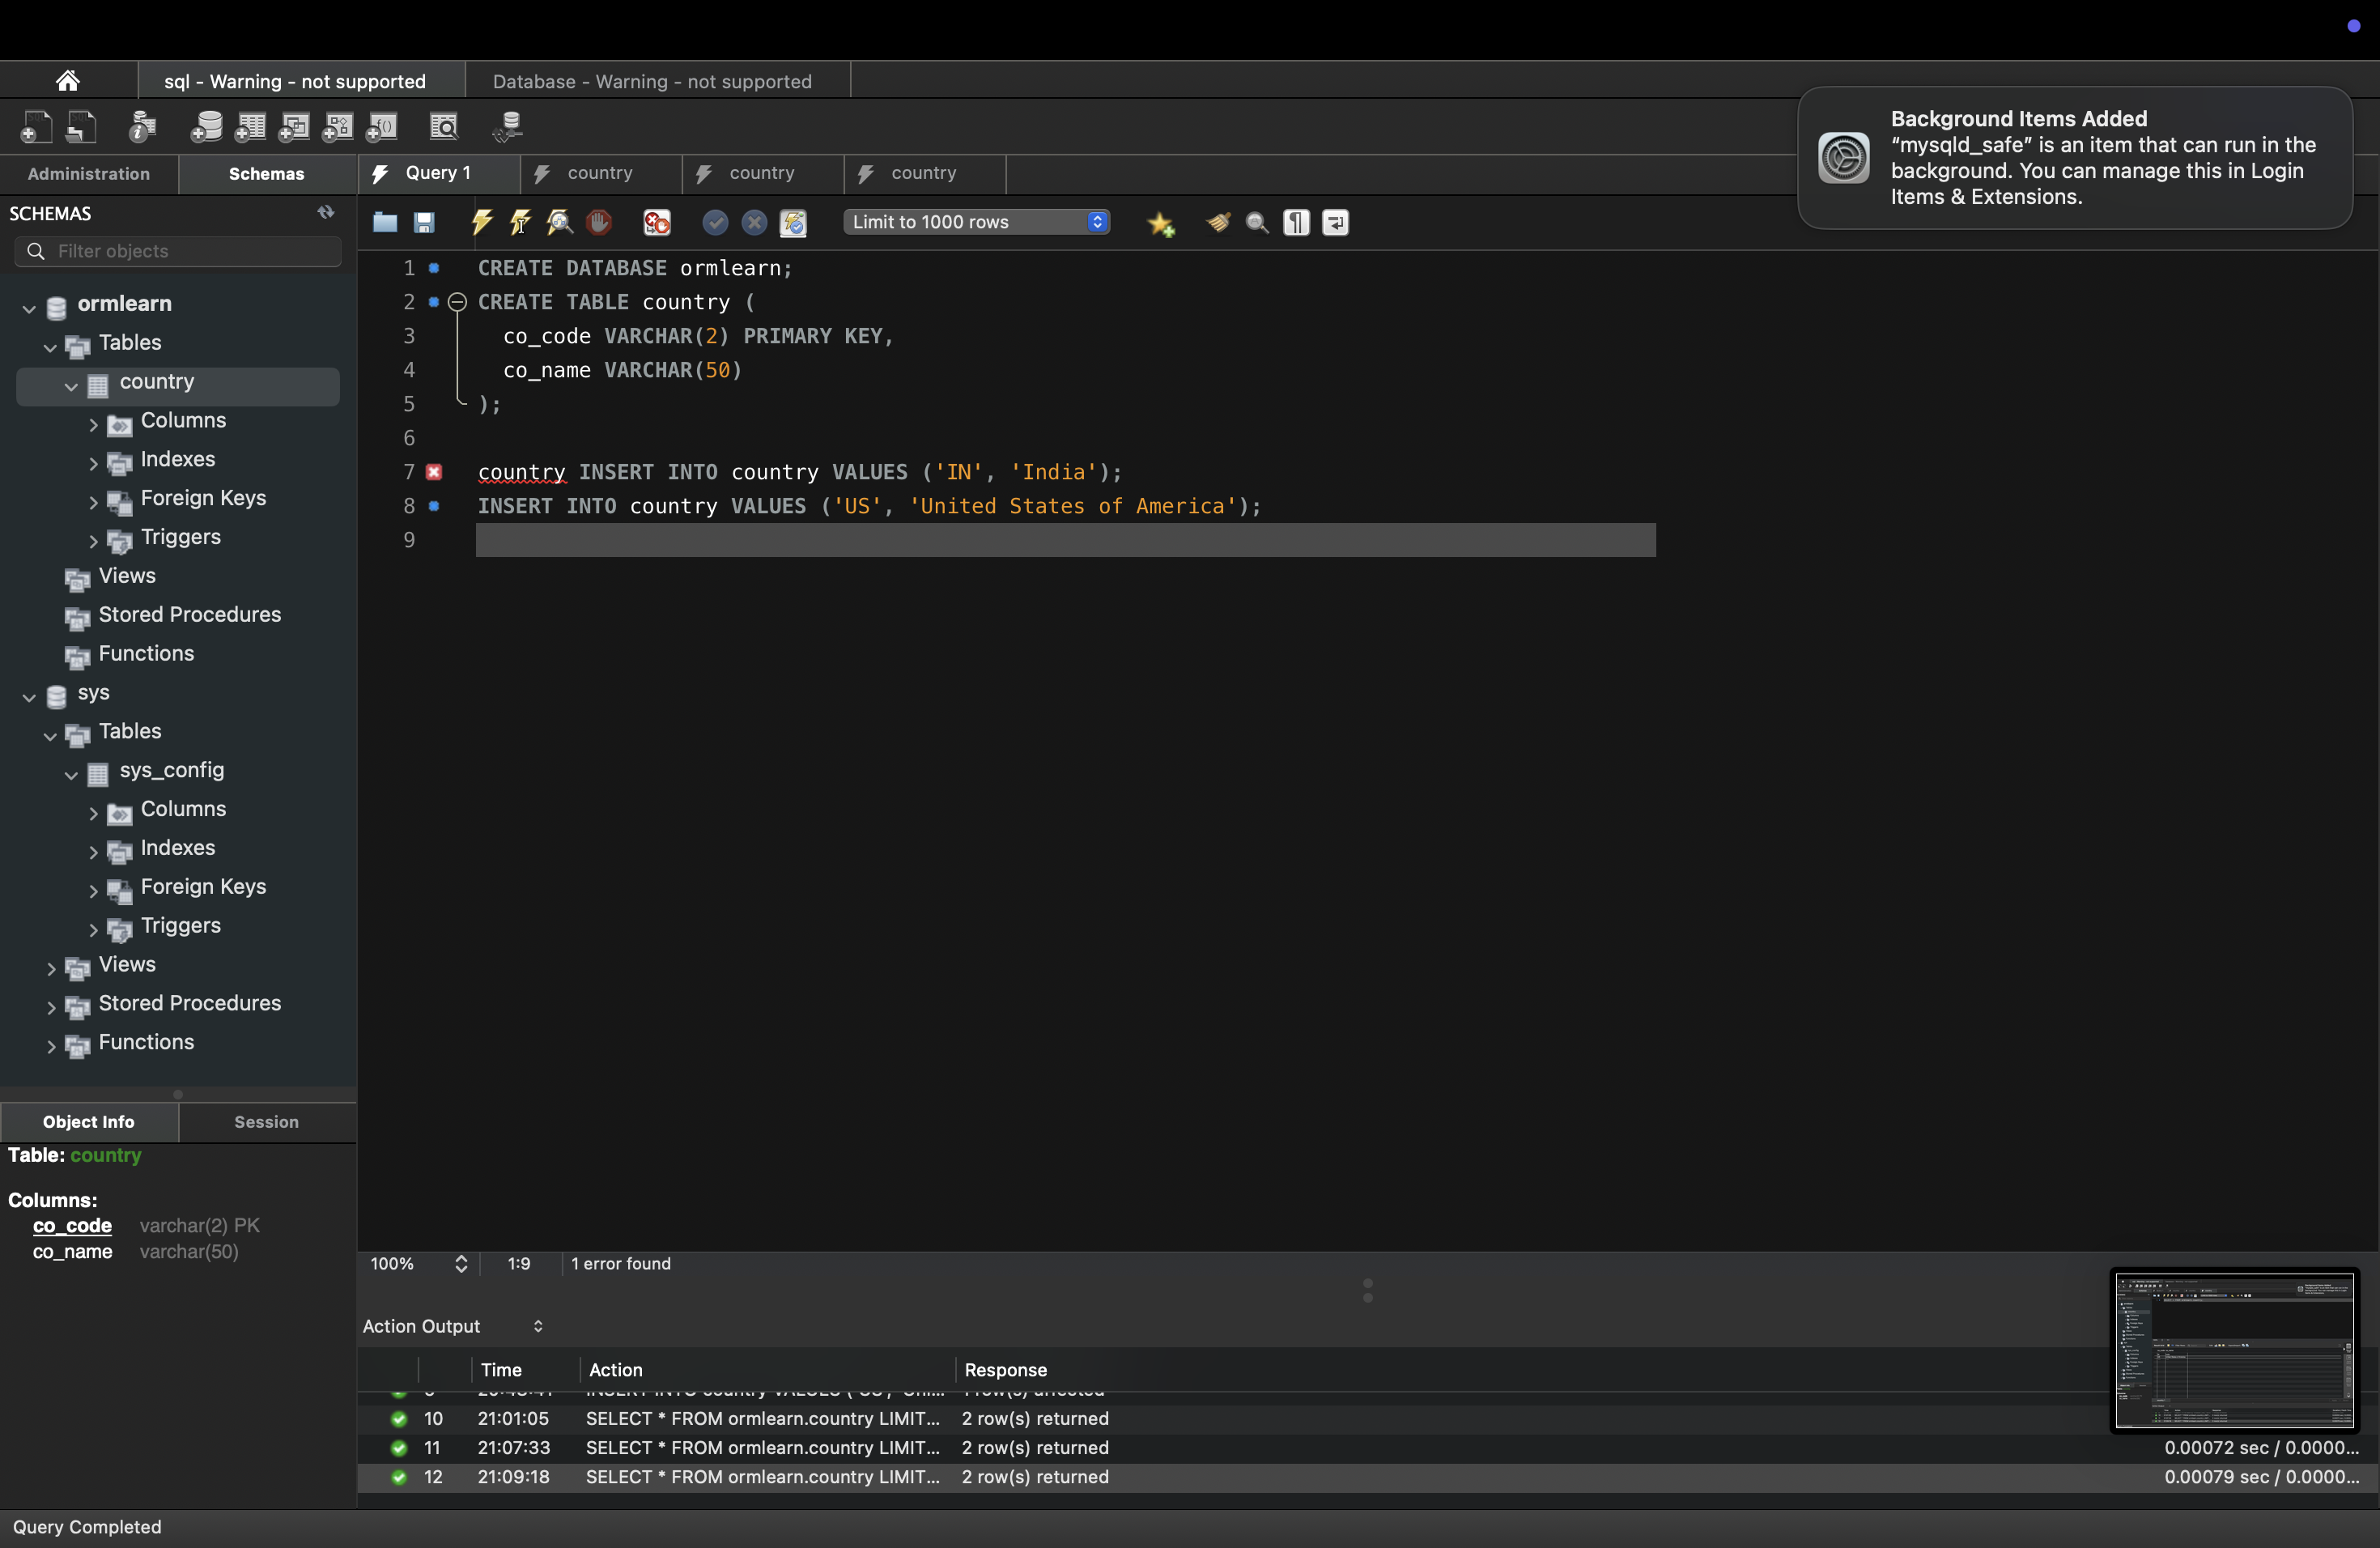 sql - Warning - not supported
Database - Warning - not supported
Background Items Added
“mysqld_safe” is an item that can run in the
background. You can manage this in Login
Items & Extensions.
Administration
Schemas
Query 1
country
country
country
SCHEMAS
Filter objects
Limit to 1000 rows
ormlearn
Tables
country
Columns
Indexes
Foreign Keys
Triggers
Views
Stored Procedures
Functions
sys
Tables
sys_config
Columns
Indexes
Foreign Keys
Triggers
Views
Stored Procedures
Functions
1 CREATE DATABASE ormlearn;
2 CREATE TABLE country (
3 co_code VARCHAR(2) PRIMARY KEY,
4 co_name VARCHAR(50)
5 );
6
7 country INSERT INTO country VALUES ('IN', 'India');
8 INSERT INTO country VALUES ('US', 'United States of America');
9
Object Info
Session
Table: country
Columns:
co_code varchar(2) PK
co_name varchar(50)
100%
1:9
1 error found
Action Output
Time Action Response
10 21:01:05 SELECT * FROM ormlearn.country LIMIT... 2 row(s) returned
11 21:07:33 SELECT * FROM ormlearn.country LIMIT... 2 row(s) returned 0.00072 sec / 0.0000...
12 21:09:18 SELECT * FROM ormlearn.country LIMIT... 2 row(s) returned 0.00079 sec / 0.0000...
Query Completed